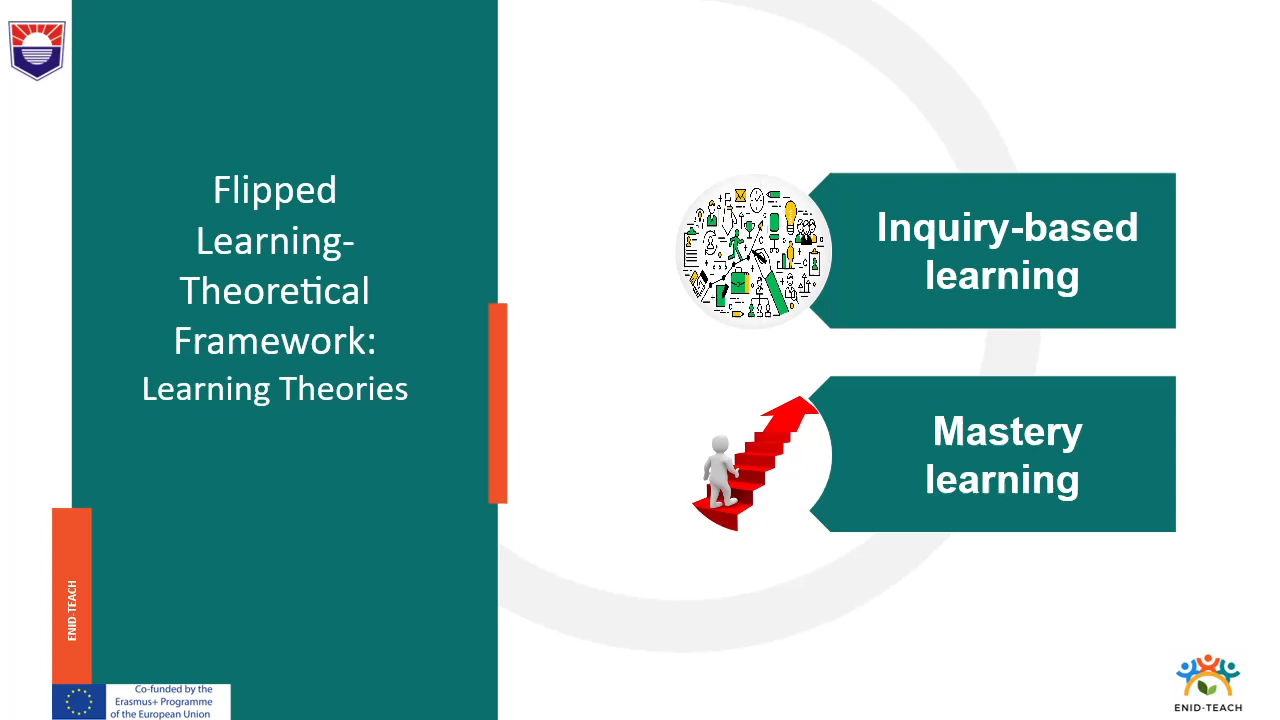 Flipped
Learning-
Theoretical
Framework:
Learning Theories
Inquiry-based
learning
Mastery
learning
ENID-TEACH
Co-funded by the
Erasmus+ Programme
of the European Union
ENID-TEACH